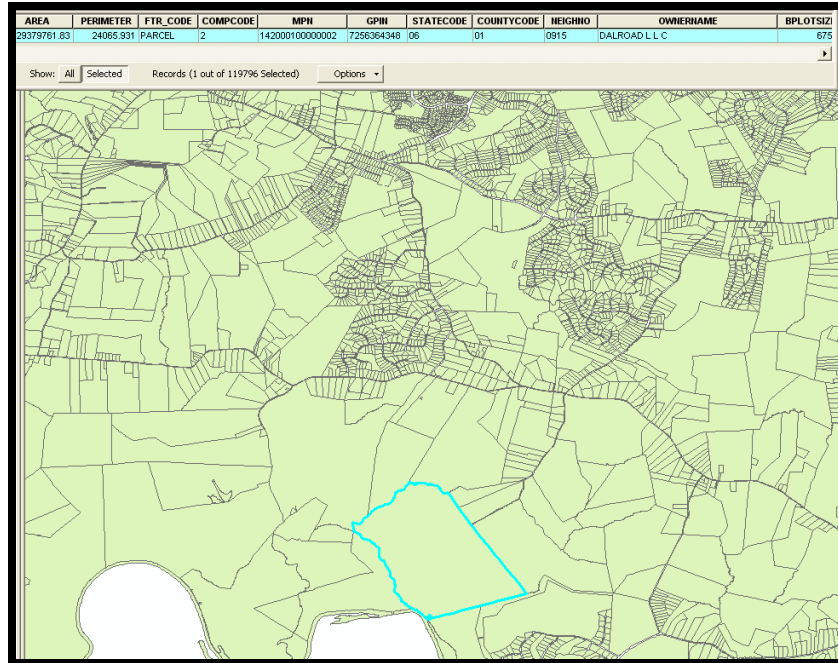 AREA PERIMETER FTR_CODE COMPCODE MPN GPIN STATECODE COUNTYCODE NEIGHNO OWNERNAME BPLOTSIZ
29379761.83 24065.931 PARCEL 2 142000100000002 7256364348 06 01 0915 DALROAD L L C 675
Show: All Selected Records (1 out of 119796 Selected) Options